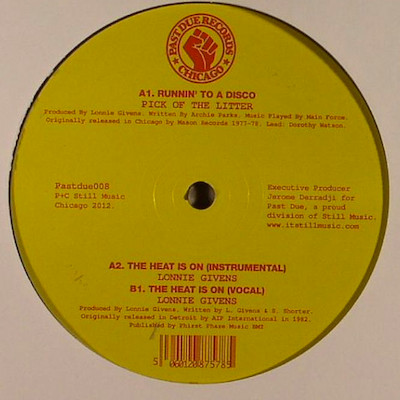 PAST DUE RECORDS
CHICAGO
A1. RUNNIN' TO A DISCO
PICK OF THE LITTER
Produced By Lonnie Givens. Written By Archie Parks. Music Played By Main Force.
Originally released in Chicago by Mason Records 1977-78. Lead: Dorothy Watson.
Pastdue008
P+C Still Music
Chicago 2012.
Executive Producer
Jerome Derradji for
Past Due, a proud
division of Still Music.
www.itstillmusic.com
A2. THE HEAT IS ON (INSTRUMENTAL)
LONNIE GIVENS
B1. THE HEAT IS ON (VOCAL)
LONNIE GIVENS
Produced By Lonnie Givens. Written by L. Givens & S. Shorter.
Originally released in Detroit by AIP International in 1982.
Published by Phirst Phase Music BMI
5 060120875785